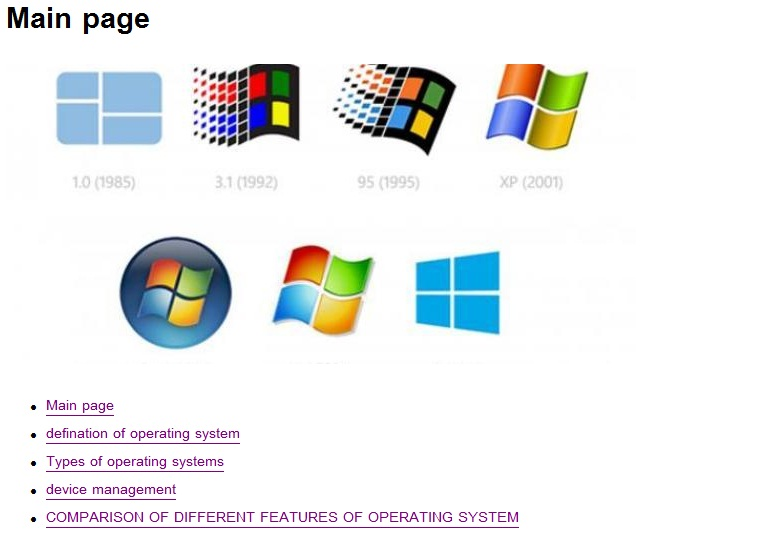 Main page
1.0 (1985)
3.1 (1992)
95 (1995)
XP (2001)
Main page
defination of operating system
Types of operating systems
device management
COMPARISON OF DIFFERENT FEATURES OF OPERATING SYSTEM